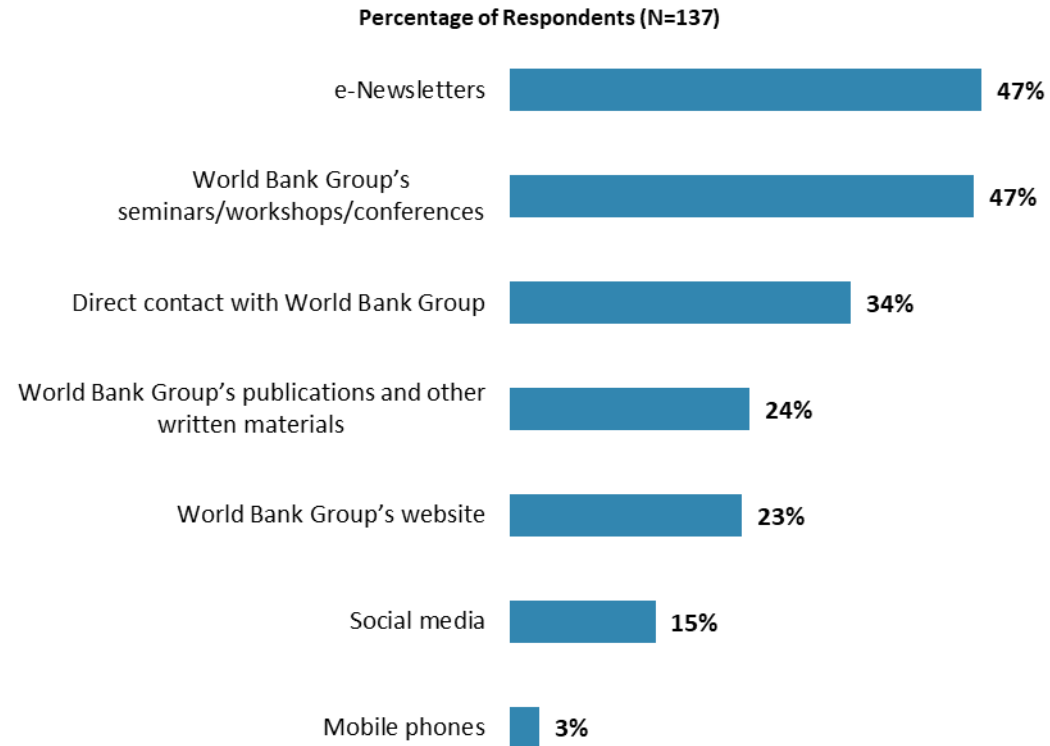 Percentage of Respondents (N=137)
e-Newsletters
47%
World Bank Group’s
seminars/workshops/conferences
47%
Direct contact with World Bank Group
34%
World Bank Group’s publications and other
written materials
24%
World Bank Group’s website
23%
Social media
15%
Mobile phones
3%